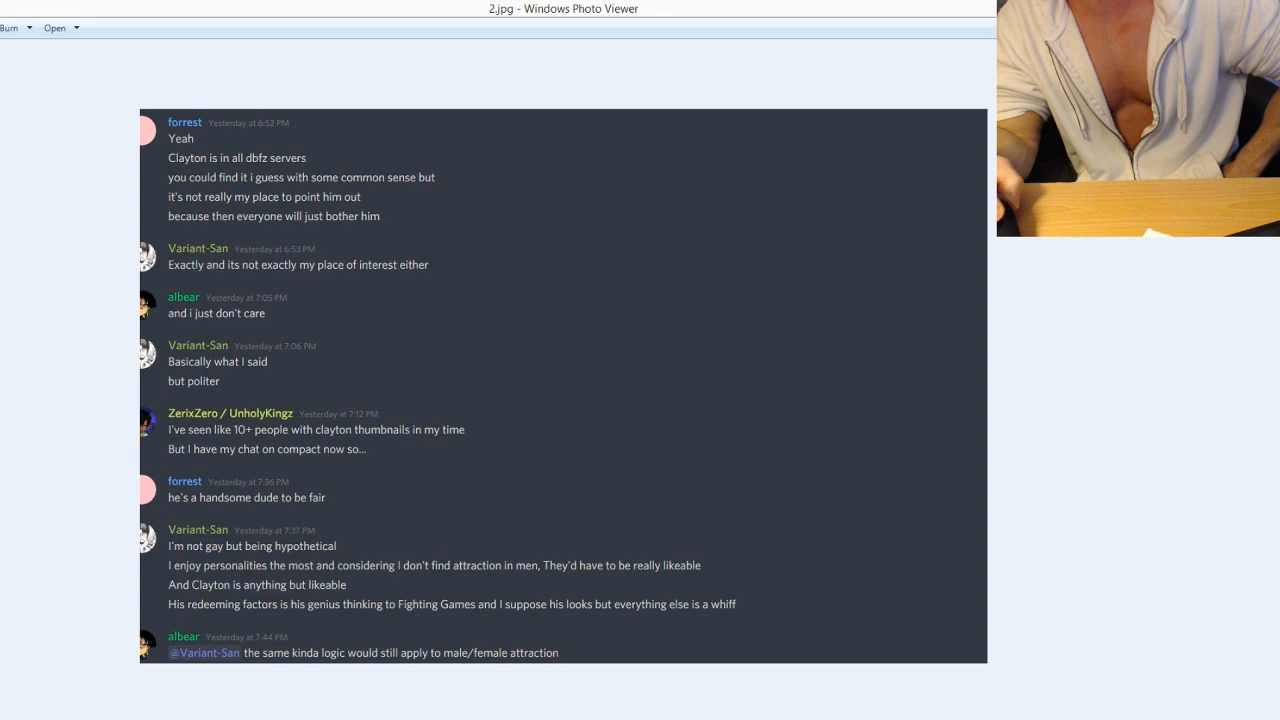 2.jpg - Windows Photo Viewer
Burn Open
forrest Yesterday at 6:52 PM
Yeah
Clayton is in all dbfz servers
you could find it i guess with some common sense but
it's not really my place to point him out
because then everyone will just bother him
Variant-San Yesterday at 6:53 PM
Exactly and its not exactly my place of interest either
albear Yesterday at 7:05 PM
and i just don't care
Variant-San Yesterday at 7:06 PM
Basically what I said
but politer
ZerixZero / UnholyKingz Yesterday at 7:12 PM
I've seen like 10+ people with clayton thumbnails in my time
But I have my chat on compact now so...
forrest Yesterday at 7:36 PM
he's a handsome dude to be fair
Variant-San Yesterday at 7:37 PM
I'm not gay but being hypothetical
I enjoy personalities the most and considering I don't find attraction in men, They'd have to be really likeable
And Clayton is anything but likeable
His redeeming factors is his genius thinking to Fighting Games and I suppose his looks but everything else is a whiff
albear Yesterday at 7:44 PM
@Variant-San the same kinda logic would still apply to male/female attraction